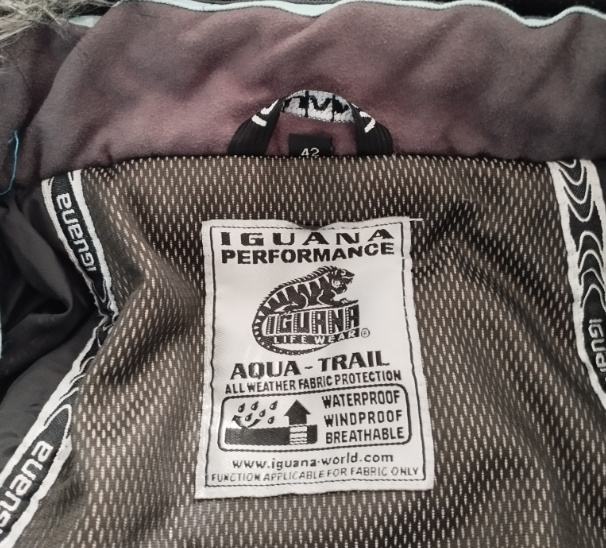 42
IGUANA
PERFORMANCE
IGUANA
LIFE WEAR®
AQUA - TRAIL
ALL WEATHER FABRIC PROTECTION
WATERPROOF
WINDPROOF
BREATHABLE
www.iguana-world.com
FUNCTION APPLICABLE FOR FABRIC ONLY
iguana
iguana